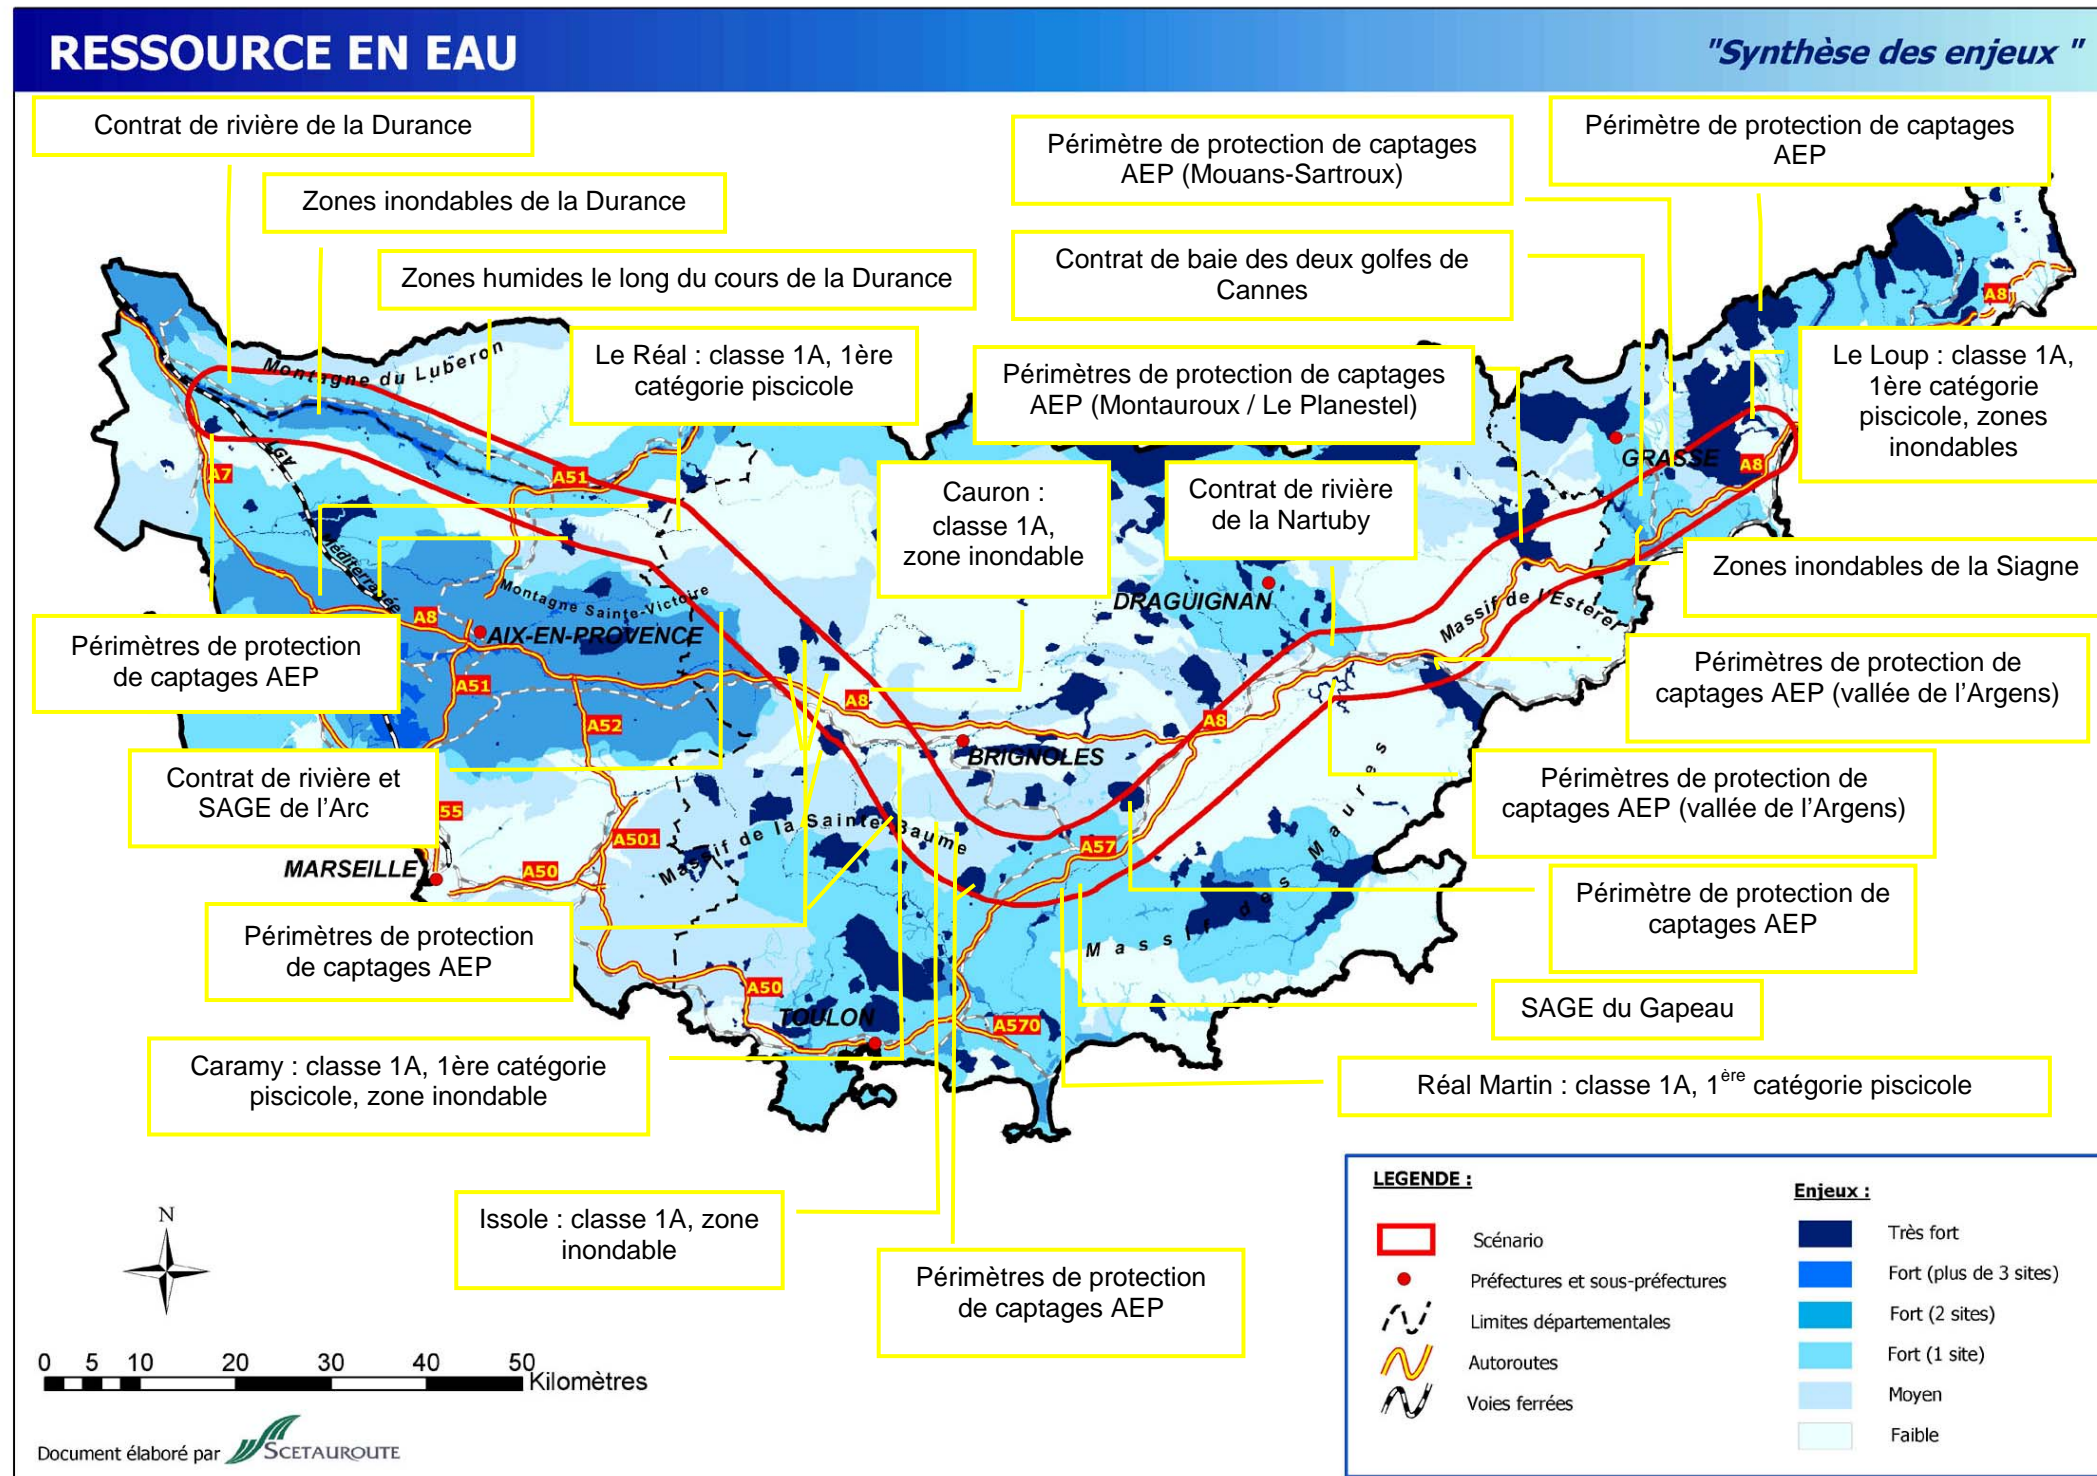 RESSOURCE EN EAU
"Synthèse des enjeux "
Contrat de rivière de la Durance
Zones inondables de la Durance
Zones humides le long du cours de la Durance
Le Réal : classe 1A, 1ère
catégorie piscicole
Périmètre de protection de captages
AEP (Mouans-Sartroux)
Périmètre de protection de captages
AEP
Contrat de baie des deux golfes de
Cannes
Périmètres de protection de captages
AEP (Montauroux / Le Planestel)
Le Loup : classe 1A,
1ère catégorie
piscicole, zones
inondables
Cauron :
classe 1A,
zone inondable
Contrat de rivière
de la Nartuby
Zones inondables de la Siagne
Périmètres de protection
de captages AEP
Périmètres de protection de
captages AEP (vallée de l'Argens)
Contrat de rivière et
SAGE de l'Arc
Périmètres de protection de
captages AEP (vallée de l'Argens)
Périmètres de protection
de captages AEP
Périmètre de protection de
captages AEP
SAGE du Gapeau
Caramy : classe 1A, 1ère catégorie
piscicole, zone inondable
Réal Martin : classe 1A, 1ère catégorie piscicole
Issole : classe 1A, zone
inondable
Périmètres de protection
de captages AEP
Montagne du Luberon
A8
A7
A51
GRASSE
A8
Méditerranée
Montagne Sainte-Victoire
DRAGUIGNAN
Massif de l'Esterel
A8
AIX-EN-PROVENCE
A51
A52
A8
A8
BRIGNOLES
55
A501
Massif de la Sainte Baume
A57
Massif des Maures
MARSEILLE
A50
A50
TOULON
A570
N
0 5 10 20 30 40 50
Kilomètres
Document élaboré par SCETAUROUTE
LEGENDE :
Scénario
Préfectures et sous-préfectures
Limites départementales
Autoroutes
Voies ferrées
Enjeux :
Très fort
Fort (plus de 3 sites)
Fort (2 sites)
Fort (1 site)
Moyen
Faible